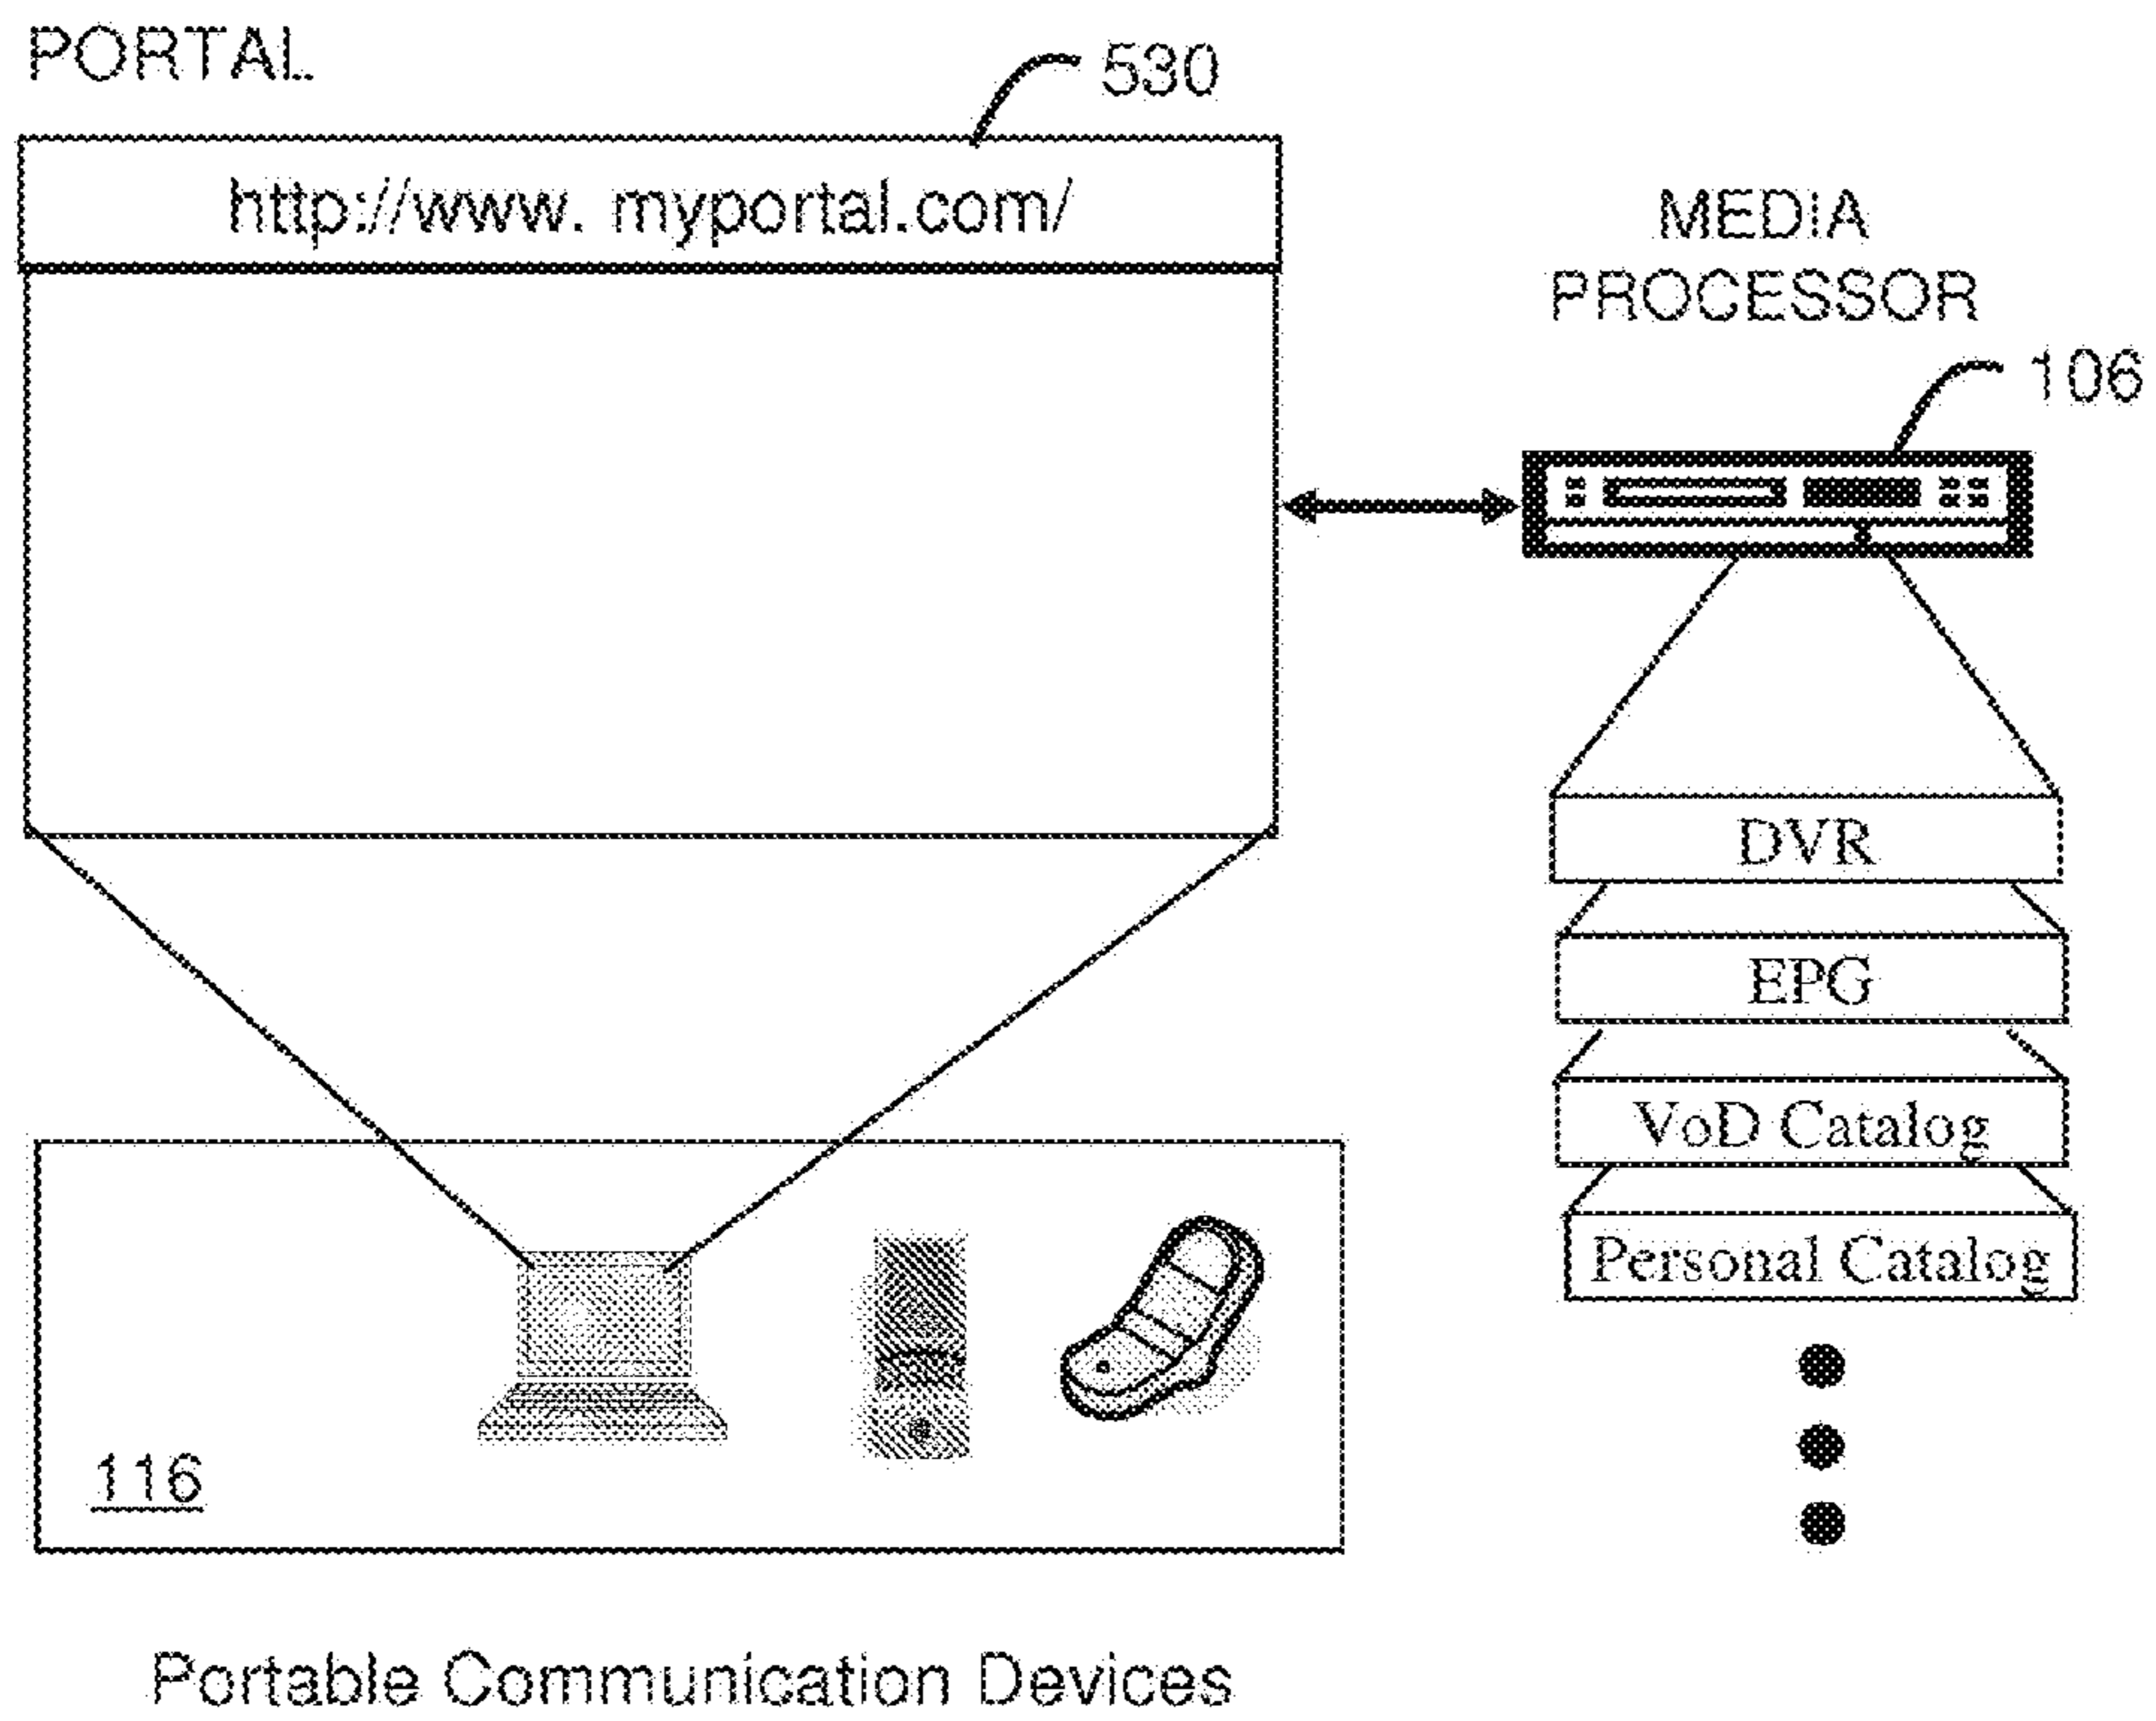 PORTAL
530
http://www. myportal.com/
MEDIA
PROCESSOR
106
DVR
EPG
VoD Catalog
Personal Catalog
116
Portable Communication Devices